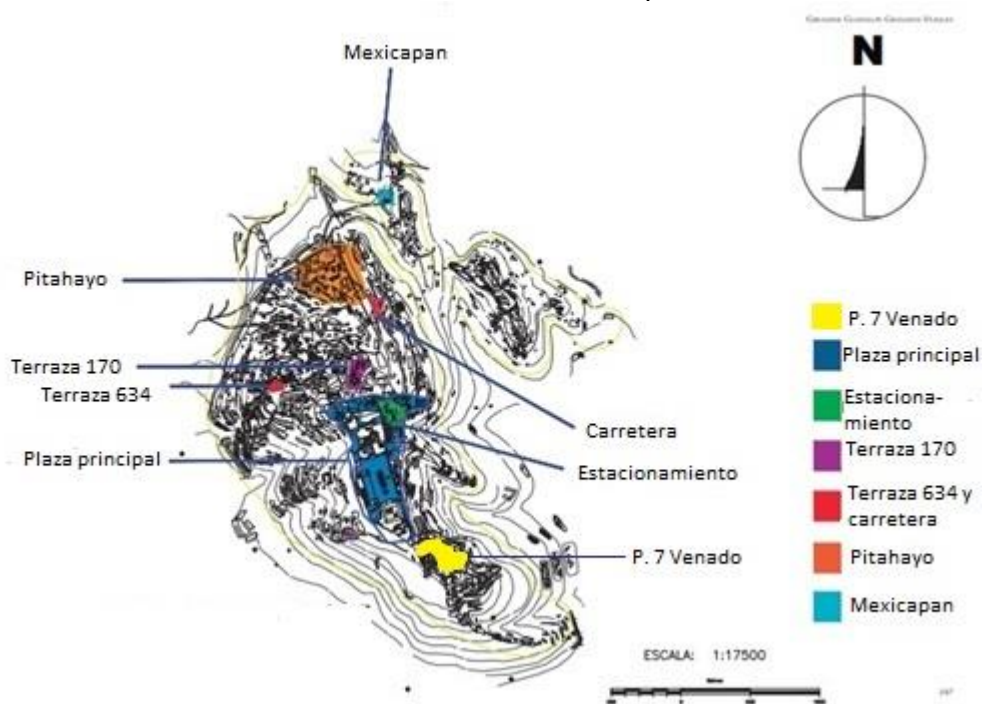 N
Mexicapan
Pitahayo
Terraza 170
Terraza 634
Plaza principal
Carretera
Estacionamiento
P. 7 Venado
P. 7 Venado
Plaza principal
Estaciona-
miento
Terraza 170
Terraza 634 y
carretera
Pitahayo
Mexicapan
ESCALA: 1:17500